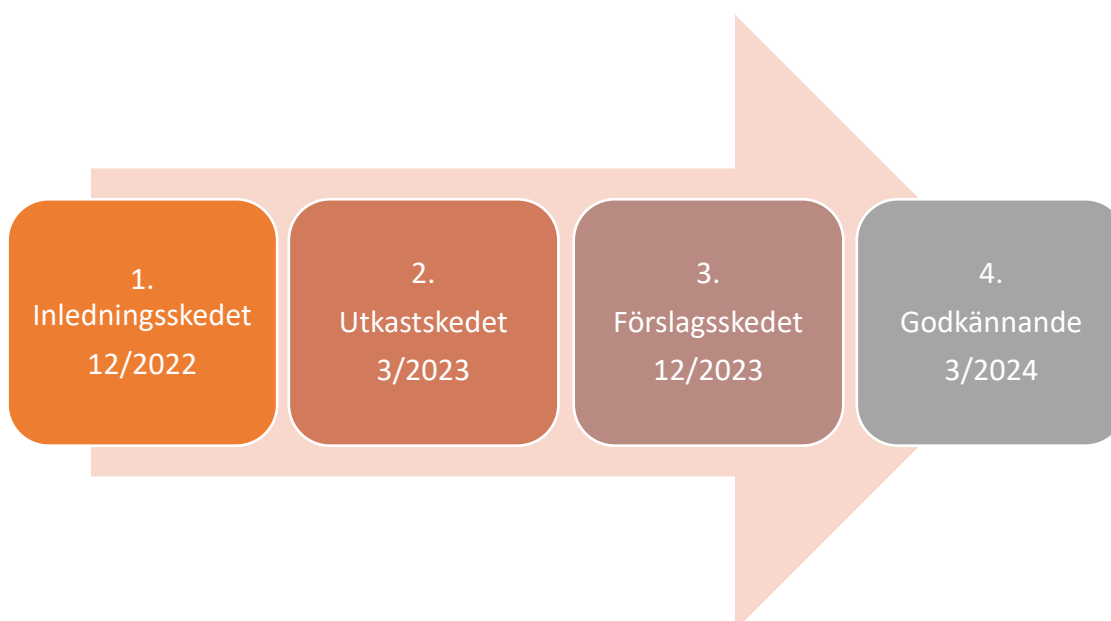 1.
Inledningsskedet
12/2022
2.
Utkastskedet
3/2023
3.
Förslagsskedet
12/2023
4.
Godkännande
3/2024